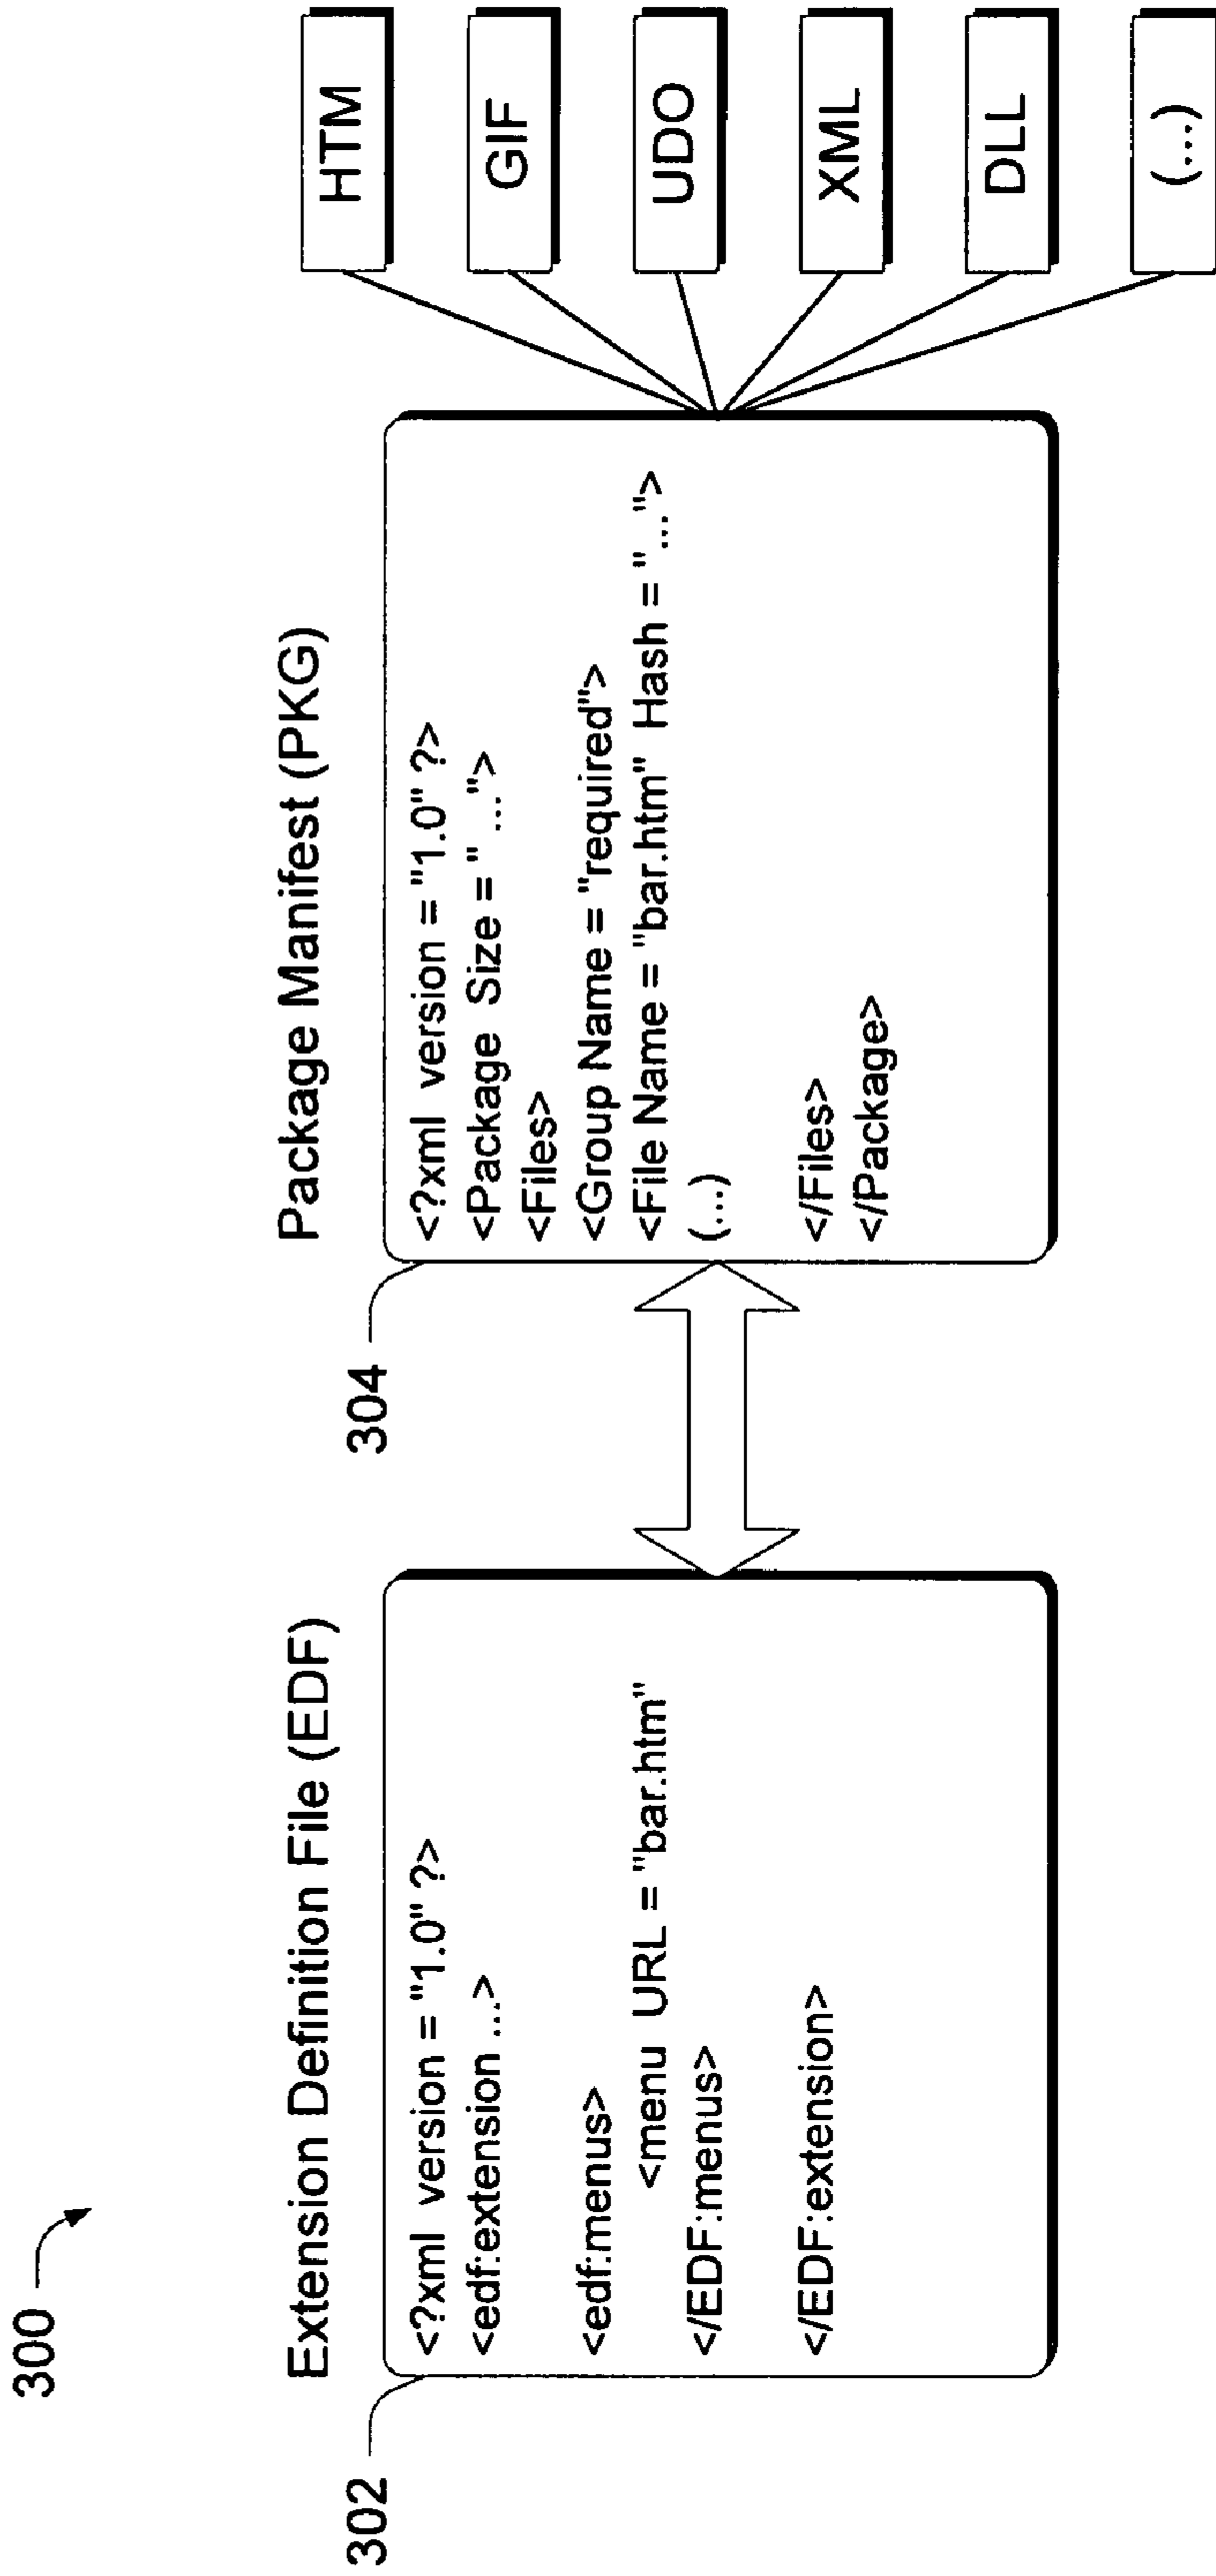 300
Extension Definition File (EDF)
302
<?xml version = "1.0" ?>
<edf:extension ...>
<edf:menus>
<menu URL = "bar.htm"
</EDF:menus>
</EDF:extension>
Package Manifest (PKG)
304
<?xml version = "1.0" ?>
<Package Size = " ...">
<Files>
<Group Name = "required">
<File Name = "bar.htm" Hash = " ...">
(...)
</Files>
</Package>
HTM
GIF
UDO
XML
DLL
(...)